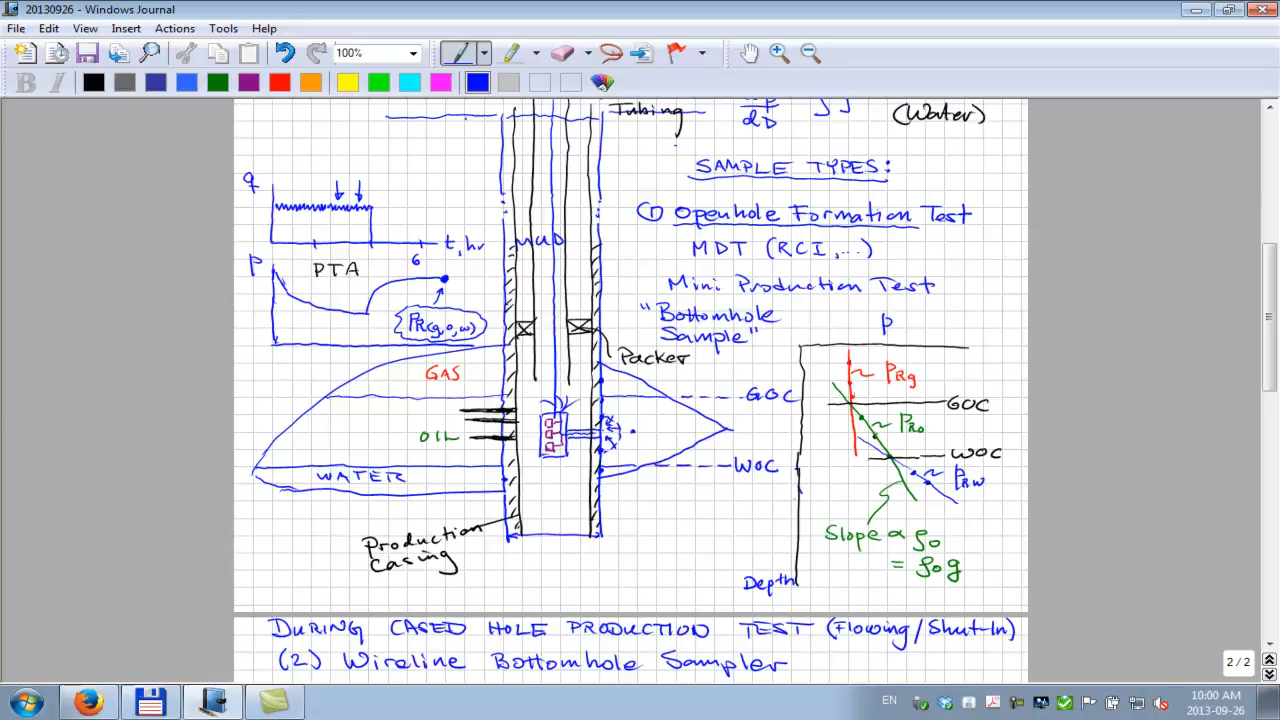 20130926 - Windows Journal
File Edit View Insert Actions Tools Help
100%
B I
Tubing
dD
(Water)
SAMPLE TYPES:
① Openhole Formation Test
MDT (RCI,...)
Mini Production Test
"Bottomhole Sample"
q
t, hr
6
P
PTA
PR(g,o,w)
MUD
Packer
GAS
OIL
WATER
GOC
WOC
Production Casing
P
PRg
GOC
PRo
WOC
PRW
Slope ∝ ρo
= ρog
Depth
DURING CASED HOLE PRODUCTION TEST (Flowing/Shut-In)
(2) Wireline Bottomhole Sampler
2 / 2
EN
10:00 AM
2013-09-26